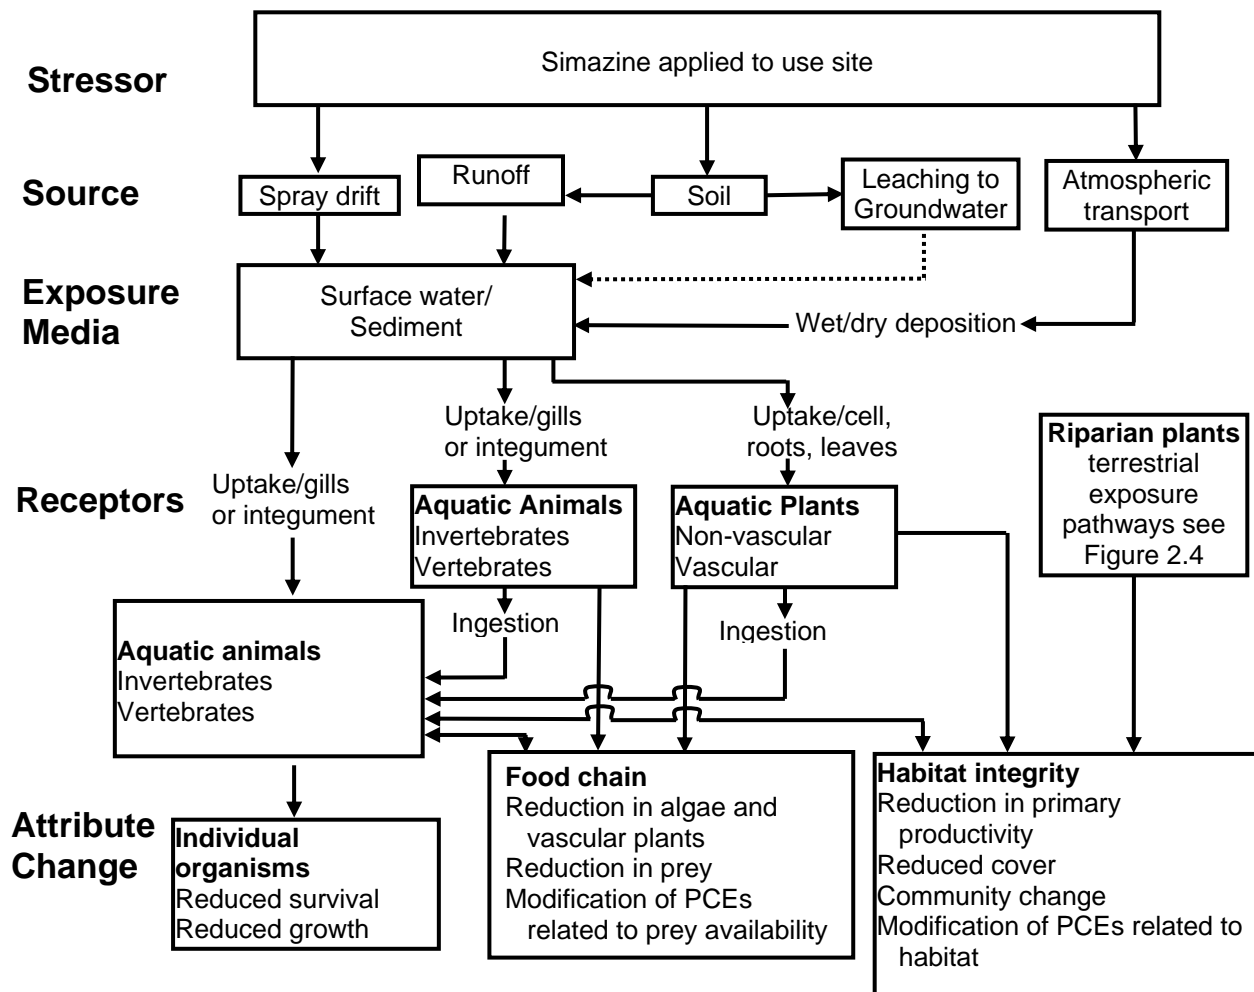 Stressor
Simazine applied to use site
Source
Spray drift
Runoff
Soil
Leaching to
Groundwater
Atmospheric
transport
Exposure
Media
Surface water/
Sediment
Wet/dry deposition
Uptake/gills
or integument
Uptake/cell,
roots, leaves
Riparian plants
terrestrial
exposure
pathways see
Figure 2.4
Receptors
Uptake/gills
or integument
Aquatic Animals
Invertebrates
Vertebrates
Aquatic Plants
Non-vascular
Vascular
Ingestion
Ingestion
Aquatic animals
Invertebrates
Vertebrates
Attribute
Change
Individual
organisms
Reduced survival
Reduced growth
Food chain
Reduction in algae and
vascular plants
Reduction in prey
Modification of PCEs
related to prey availability
Habitat integrity
Reduction in primary
productivity
Reduced cover
Community change
Modification of PCEs related to
habitat